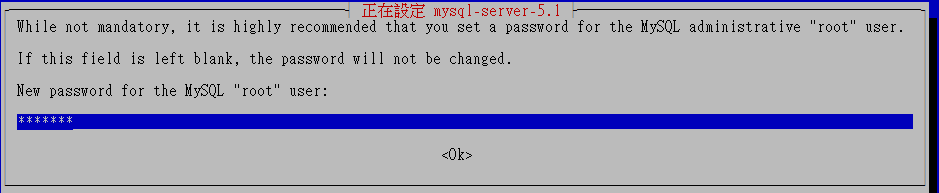 正在設定 mysql-server-5.1
While not mandatory, it is highly recommended that you set a password for the MySQL administrative "root" user.
If this field is left blank, the password will not be changed.
New password for the MySQL "root" user:
*******
<Ok>